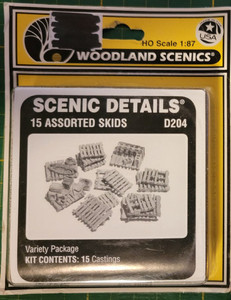 HO Scale 1:87
USA
WOODLAND SCENICS®
SCENIC DETAILS®
15 ASSORTED SKIDS D204
Variety Package
KIT CONTENTS: 15 Castings